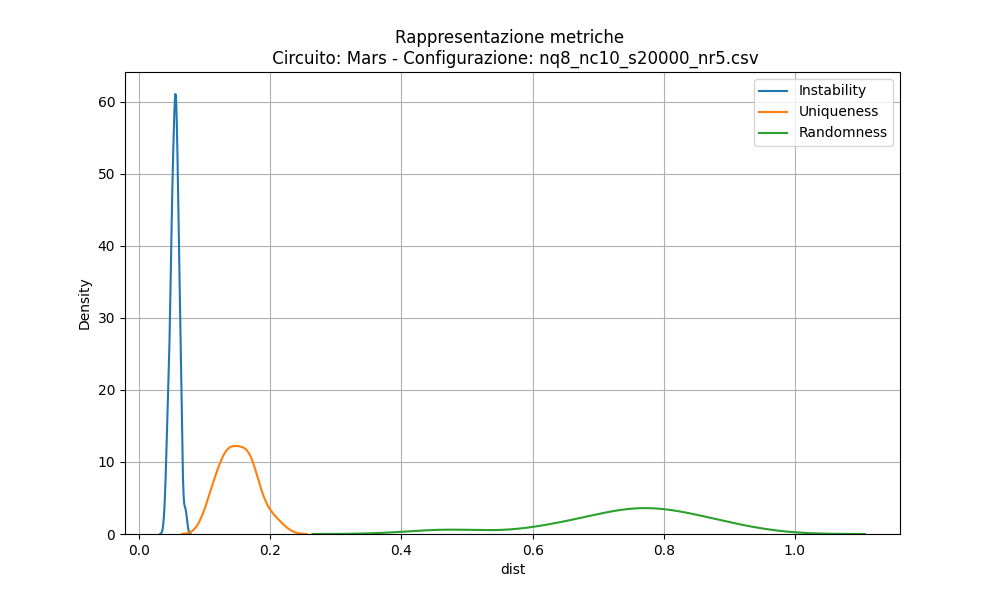 Rappresentazione metriche
Circuito: Mars - Configurazione: nq8_nc10_s20000_nr5.csv
Instability
Uniqueness
Randomness
60
50
40
30
20
10
0
Density
0.0 0.2 0.4 0.6 0.8 1.0
dist